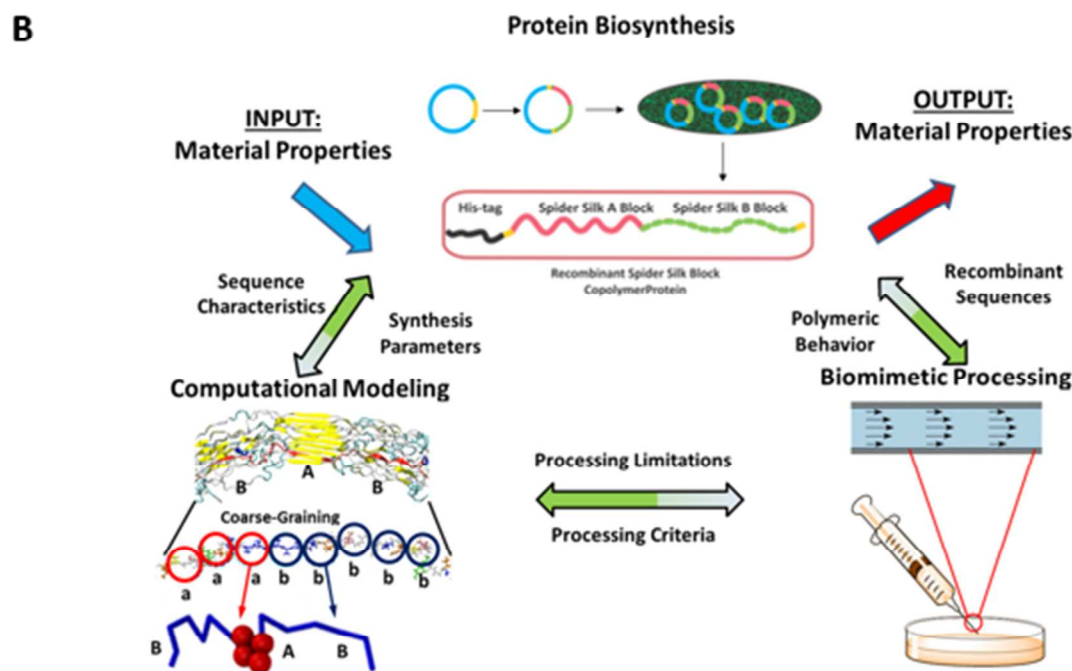 B
Protein Biosynthesis
INPUT:
Material Properties
OUTPUT:
Material Properties
His-tag
Spider Silk A Block
Spider Silk B Block
Recombinant Spider Silk Block
CopolymerProtein
Sequence
Characteristics
Synthesis
Parameters
Recombinant
Sequences
Polymeric
Behavior
Computational Modeling
Biomimetic Processing
B
A
B
Coarse-Graining
a
a
a
b
b
b
b
b
B
A
B
Processing Limitations
Processing Criteria